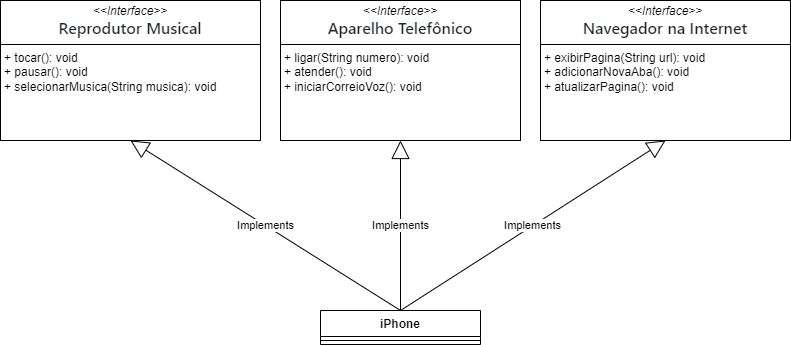 <<Interface>>
Reprodutor Musical
+ tocar(): void
+ pausar(): void
+ selecionarMusica(String musica): void
<<Interface>>
Aparelho Telefônico
+ ligar(String numero): void
+ atender(): void
+ iniciarCorreioVoz(): void
<<Interface>>
Navegador na Internet
+ exibirPagina(String url): void
+ adicionarNovaAba(): void
+ atualizarPagina(): void
Implements
Implements
Implements
iPhone